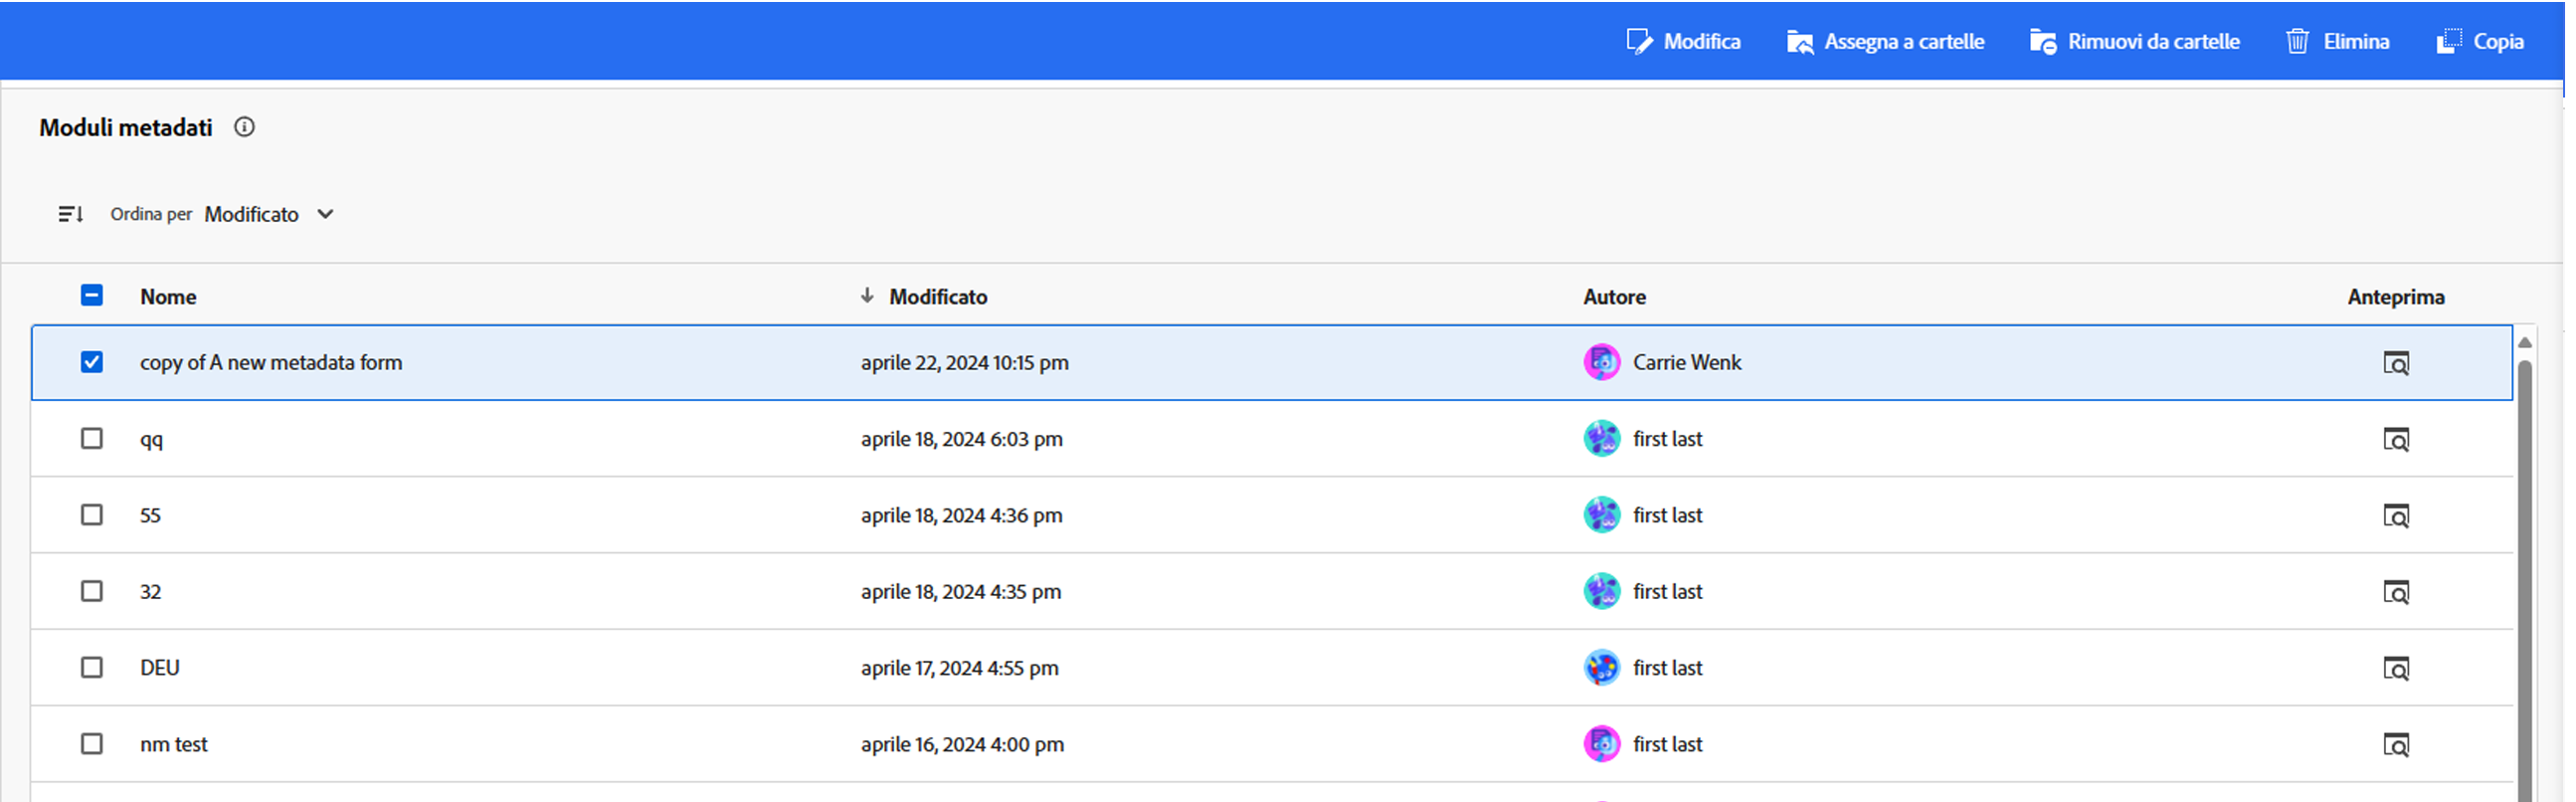 Modifica Assegna a cartelle Rimuovi da cartelle Elimina Copia
Moduli metadati
Ordina per Modificato
Nome Modificato Autore Anteprima
copy of A new metadata form aprile 22, 2024 10:15 pm Carrie Wenk
qq aprile 18, 2024 6:03 pm first last
55 aprile 18, 2024 4:36 pm first last
32 aprile 18, 2024 4:35 pm first last
DEU aprile 17, 2024 4:55 pm first last
nm test aprile 16, 2024 4:00 pm first last